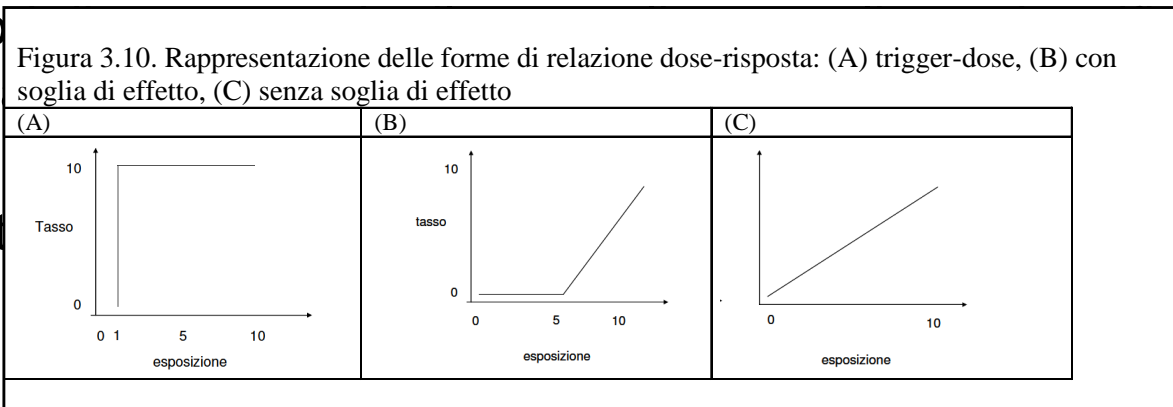 Figura 3.10. Rappresentazione delle forme di relazione dose-risposta: (A) trigger-dose, (B) con
soglia di effetto, (C) senza soglia di effetto
(A) (B) (C)
10
Tasso
0
0 1 5 10
esposizione
10
tasso
0
0 5 10
esposizione
0 10
esposizione